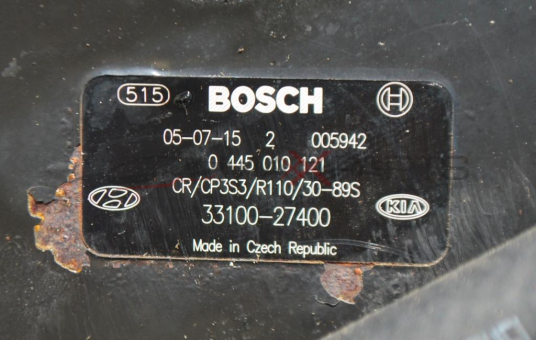 515 BOSCH
05-07-15 2 005942
0 445 010 121
CR/CP3S3/R110/30-89S
KIA
33100-27400
Made in Czech Republic